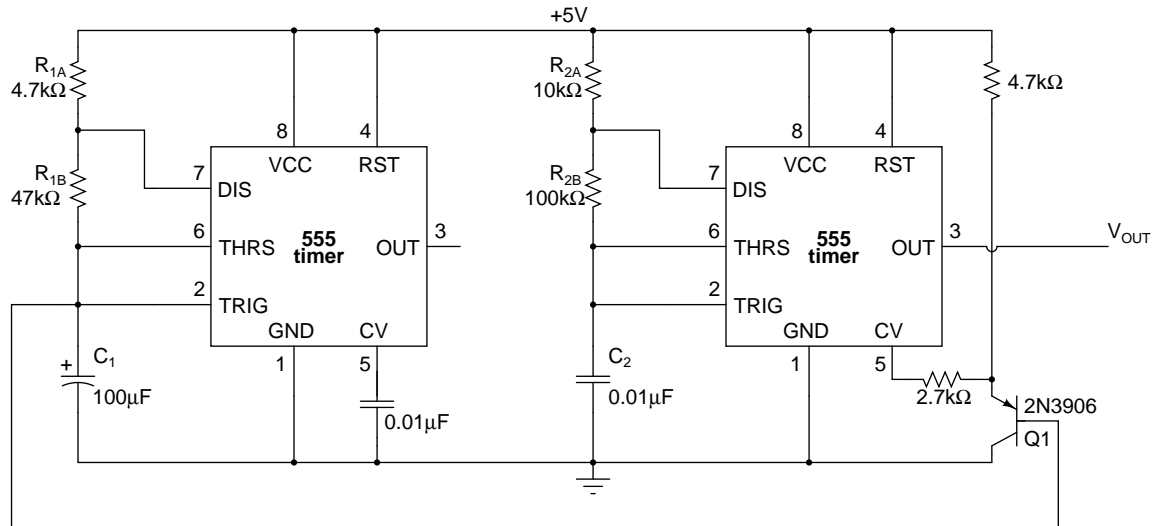 +5V
R1A
4.7kΩ
R2A
10kΩ
4.7kΩ
8
4
8
4
VCC
RST
VCC
RST
7
DIS
7
DIS
R1B
47kΩ
R2B
100kΩ
6
THRS
555
timer
OUT
3
6
THRS
555
timer
OUT
3
VOUT
2
TRIG
2
TRIG
GND
CV
GND
CV
+
C1
100µF
1
5
0.01µF
C2
0.01µF
1
5
2.7kΩ
2N3906
Q1